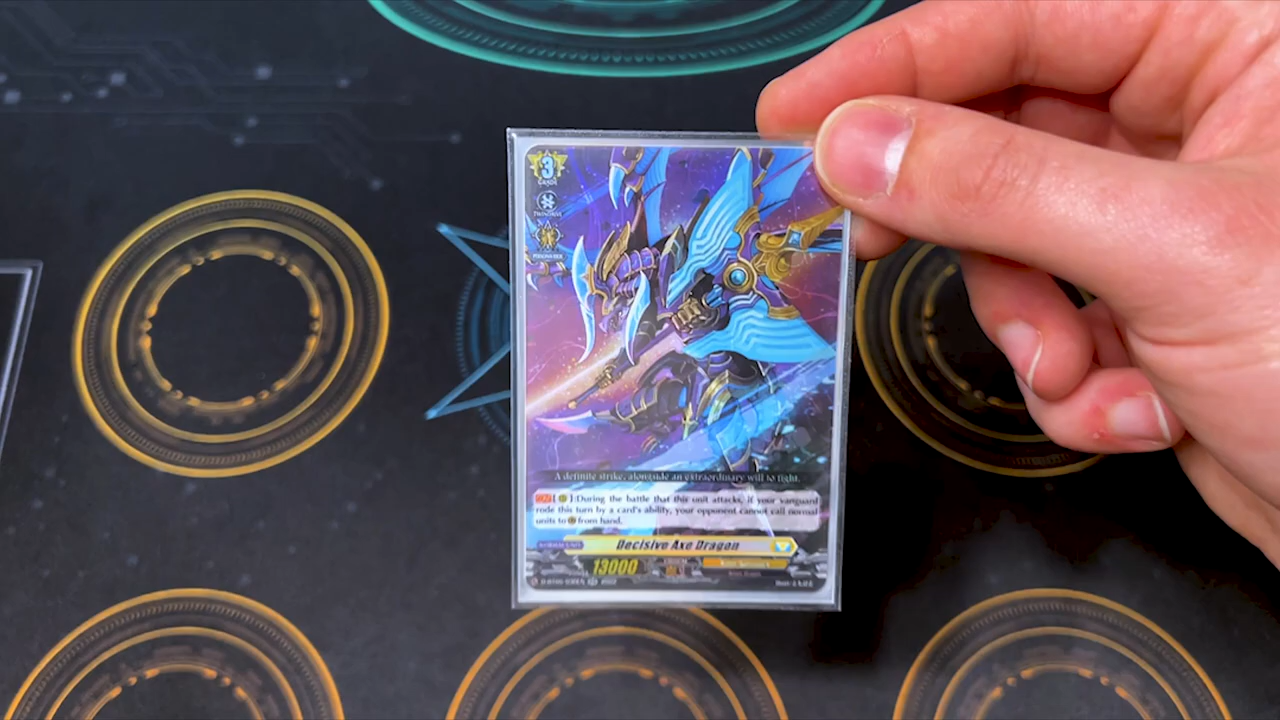 3
PERSONA RIDE
A definite strike, alongside an extraordinary will to fight.
]:During the battle that this unit attacks, if your vanguard
rode this turn by a card's ability, your opponent cannot call normal
units to from hand.
Decisive Axe Dragon
13000